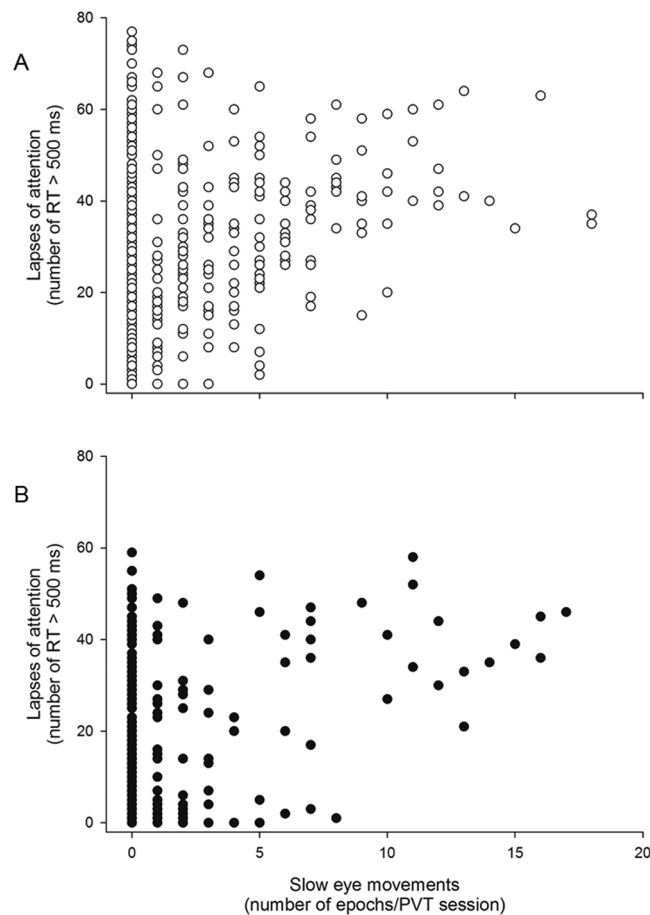 A
Lapses of attention
(number of RT > 500 ms)
80
60
40
20
0
B
Lapses of attention
(number of RT > 500 ms)
80
60
40
20
0
0 5 10 15 20
Slow eye movements
(number of epochs/PVT session)